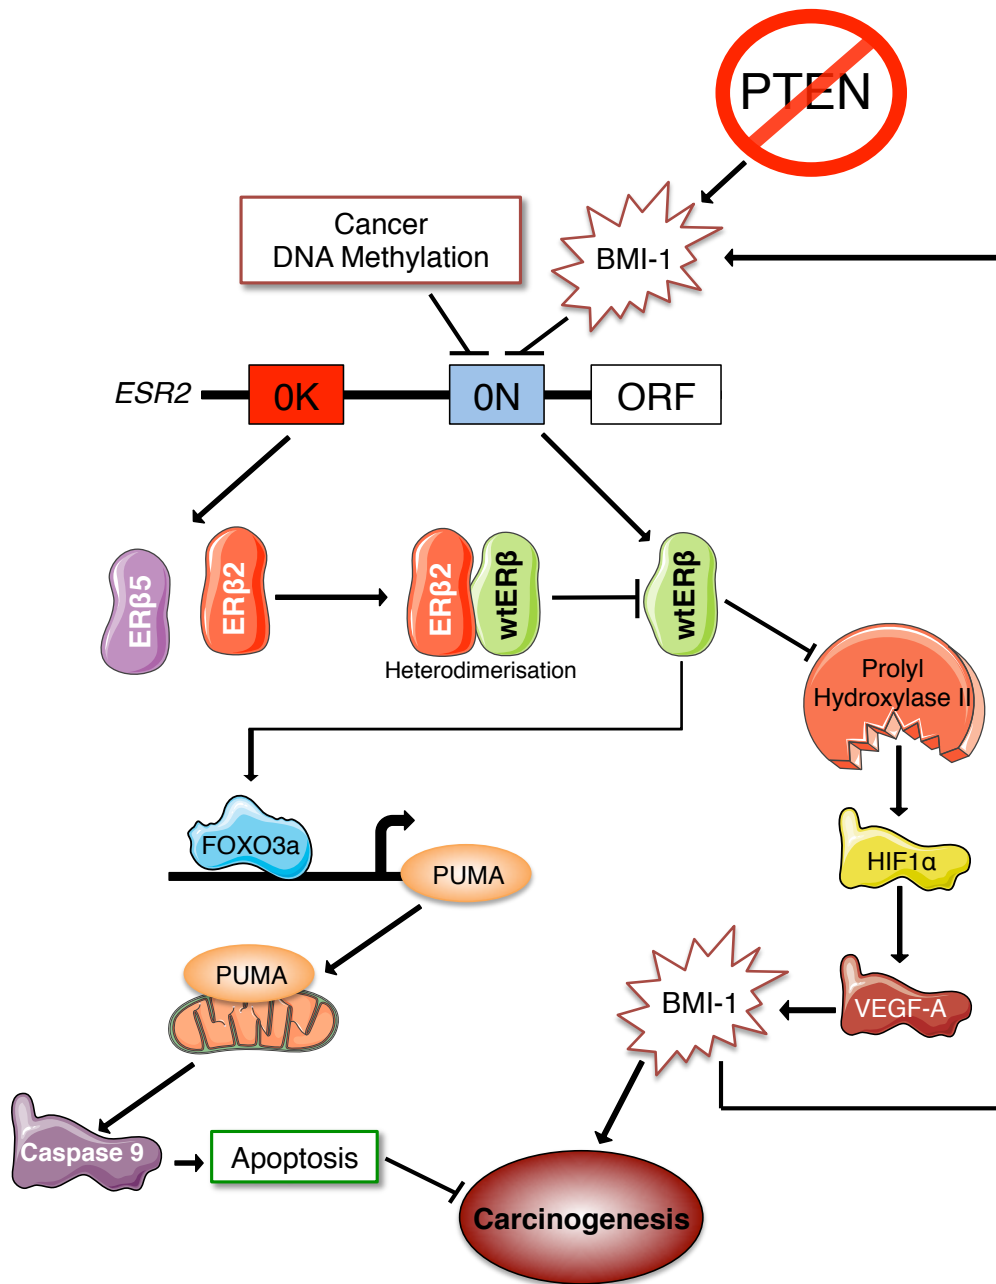 PTEN
Cancer
DNA Methylation
BMI-1
ESR2
0K
0N
ORF
ERβ5
ERβ2
ERβ2
wtERβ
wtERβ
Heterodimerisation
Prolyl
Hydroxylase II
FOXO3a
PUMA
HIF1α
PUMA
BMI-1
VEGF-A
Caspase 9
Apoptosis
Carcinogenesis